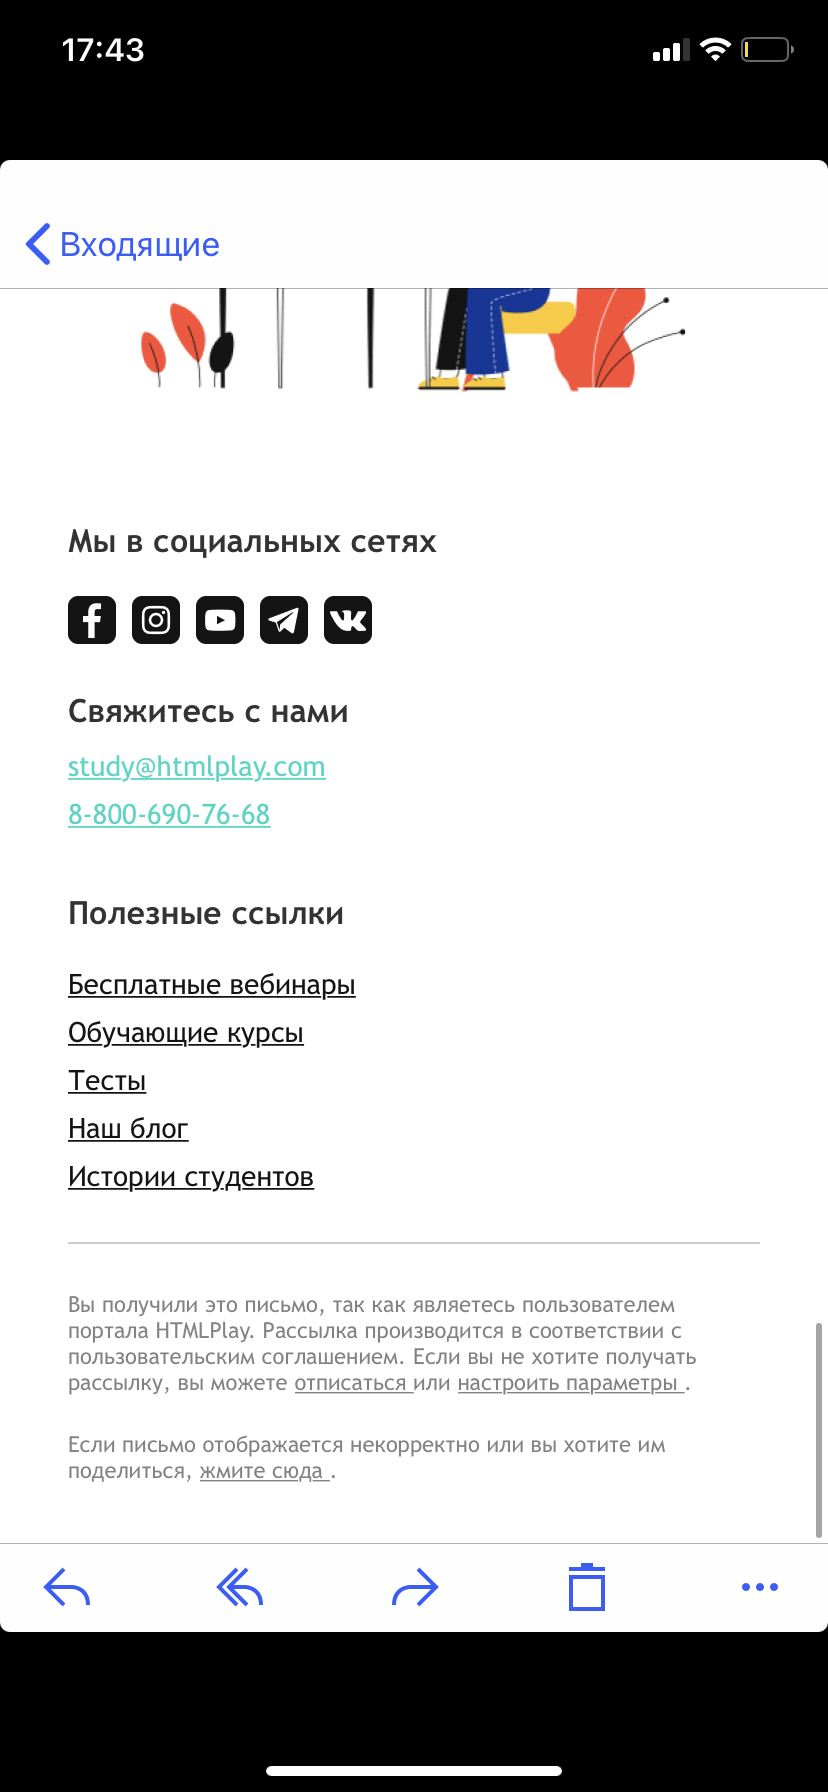 17:43
Входящие
Мы в социальных сетях
Свяжитесь с нами
study@htmlplay.com
8-800-690-76-68
Полезные ссылки
Бесплатные вебинары
Обучающие курсы
Тесты
Наш блог
Истории студентов
Вы получили это письмо, так как являетесь пользователем
портала HTMLPlay. Рассылка производится в соответствии с
пользовательским соглашением. Если вы не хотите получать
рассылку, вы можете отписаться или настроить параметры .
Если письмо отображается некорректно или вы хотите им
поделиться, жмите сюда .